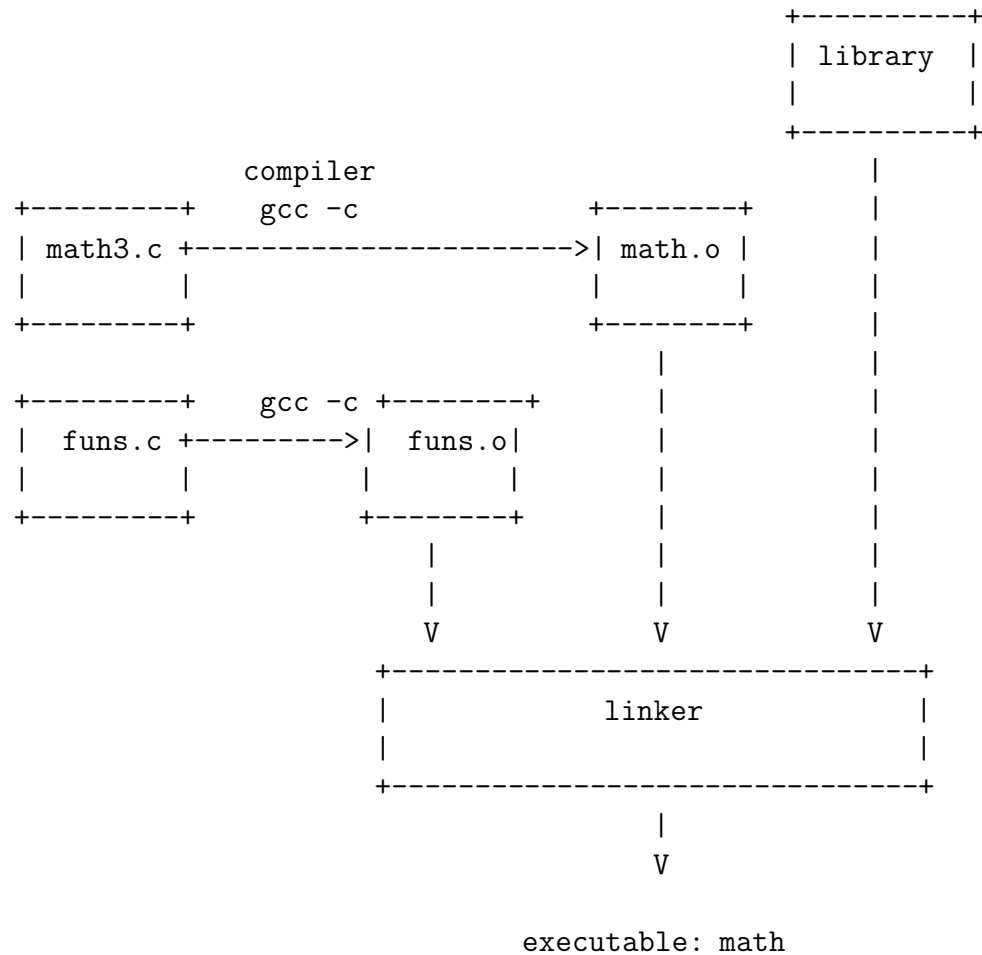 library
compiler
gcc -c
math3.c math.o
gcc -c
funs.c funs.o
V V V
linker
V
executable: math